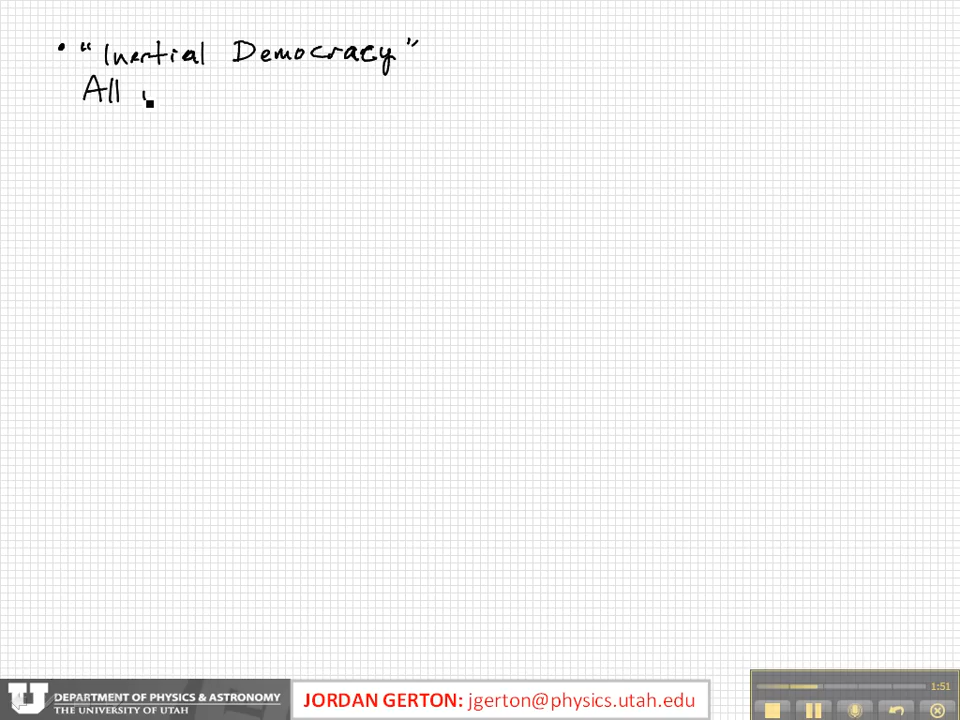 • "Inertial Democracy"
All
DEPARTMENT OF PHYSICS & ASTRONOMY
THE UNIVERSITY OF UTAH
JORDAN GERTON: jgerton@physics.utah.edu
1:51